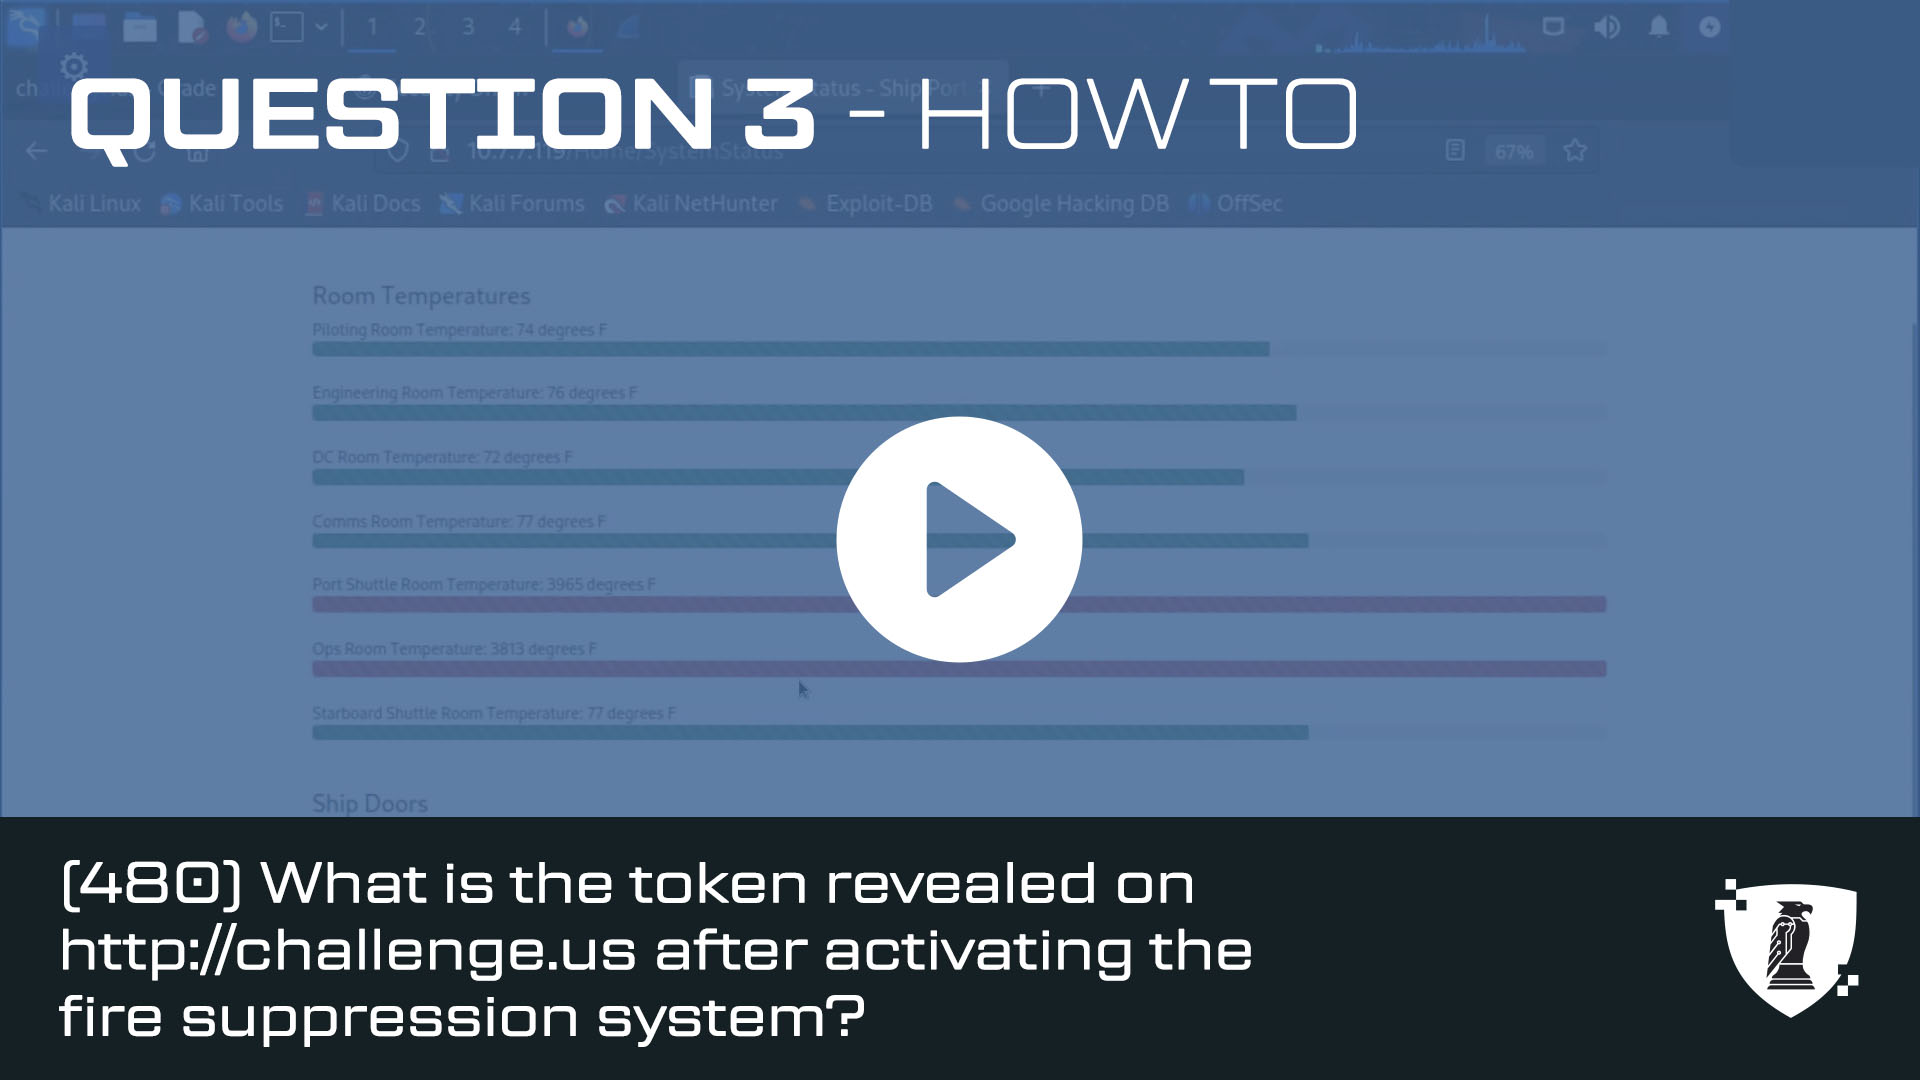 1 2 3 4
QUESTION 3 - HOW TO
67%
Kali Linux Kali Tools Kali Docs Kali Forums Kali NetHunter Exploit-DB Google Hacking DB OffSec
Room Temperatures
Piloting Room Temperature: 74 degrees F
Engineering Room Temperature: 76 degrees F
DC Room Temperature: 72 degrees F
Comms Room Temperature: 77 degrees F
Port Shuttle Room Temperature: 3965 degrees F
Ops Room Temperature: 3813 degrees F
Starboard Shuttle Room Temperature: 77 degrees F
Ship Doors
(480) What is the token revealed on
http://challenge.us after activating the
fire suppression system?